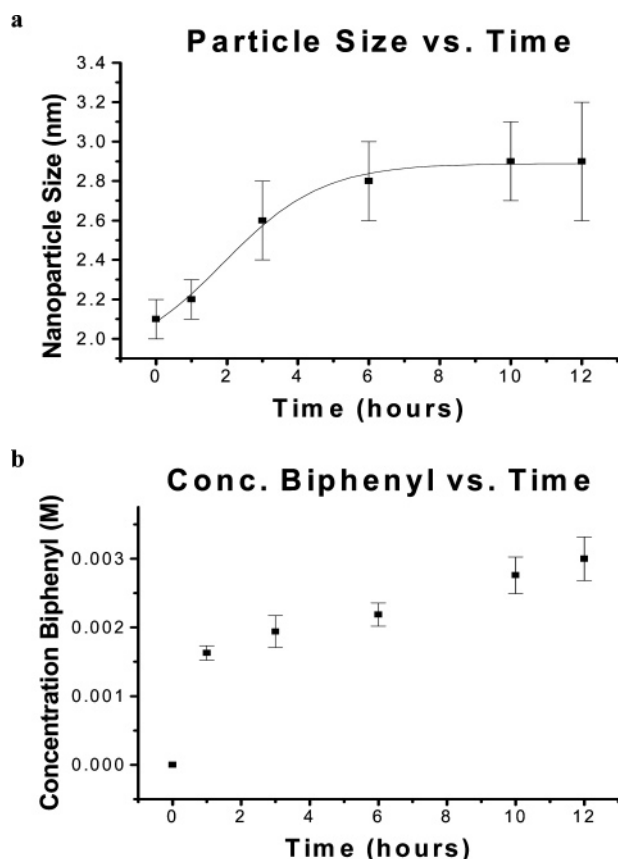 a
Particle Size vs. Time
Nanoparticle Size (nm)
3.4
3.2
3.0
2.8
2.6
2.4
2.2
2.0
0 2 4 6 8 10 12
Time (hours)
b
Conc. Biphenyl vs. Time
Concentration Biphenyl (M)
0.003
0.002
0.001
0.000
0 2 4 6 8 10 12
Time (hours)